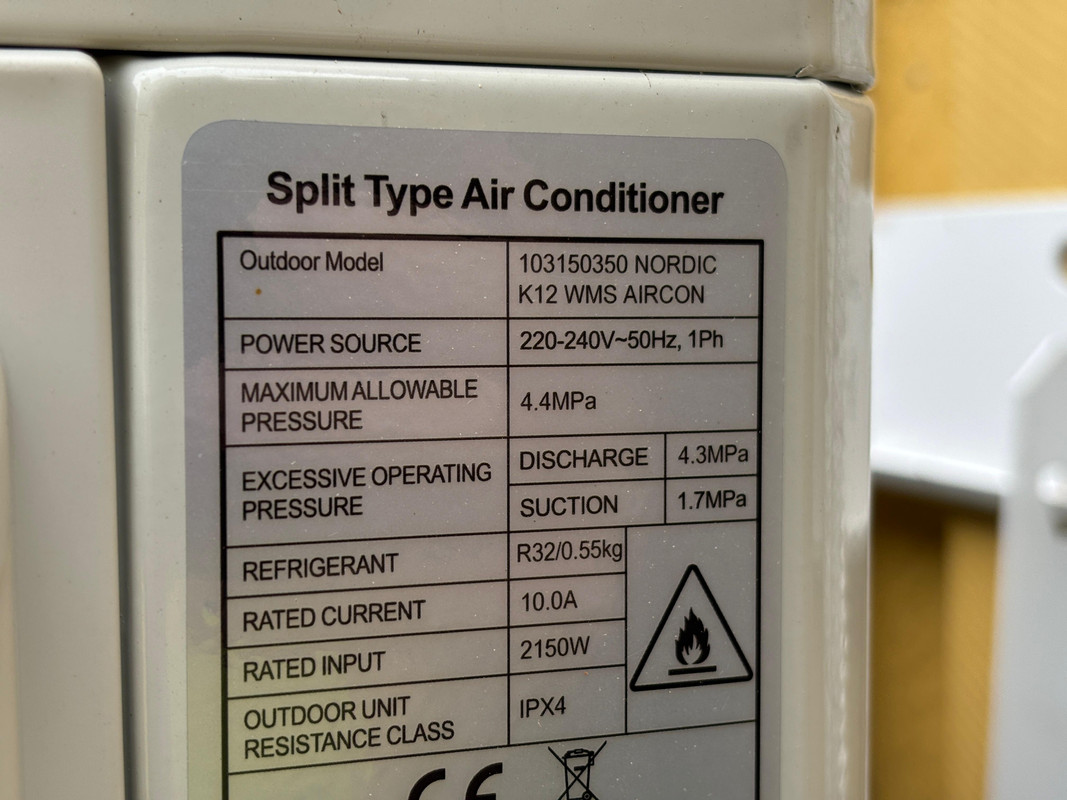 Split Type Air Conditioner
Outdoor Model
103150350 NORDIC
K12 WMS AIRCON
POWER SOURCE
220-240V~50Hz, 1Ph
MAXIMUM ALLOWABLE
PRESSURE
4.4MPa
EXCESSIVE OPERATING
PRESSURE
DISCHARGE
4.3MPa
SUCTION
1.7MPa
REFRIGERANT
R32/0.55kg
RATED CURRENT
10.0A
RATED INPUT
2150W
OUTDOOR UNIT
RESISTANCE CLASS
IPX4
CE